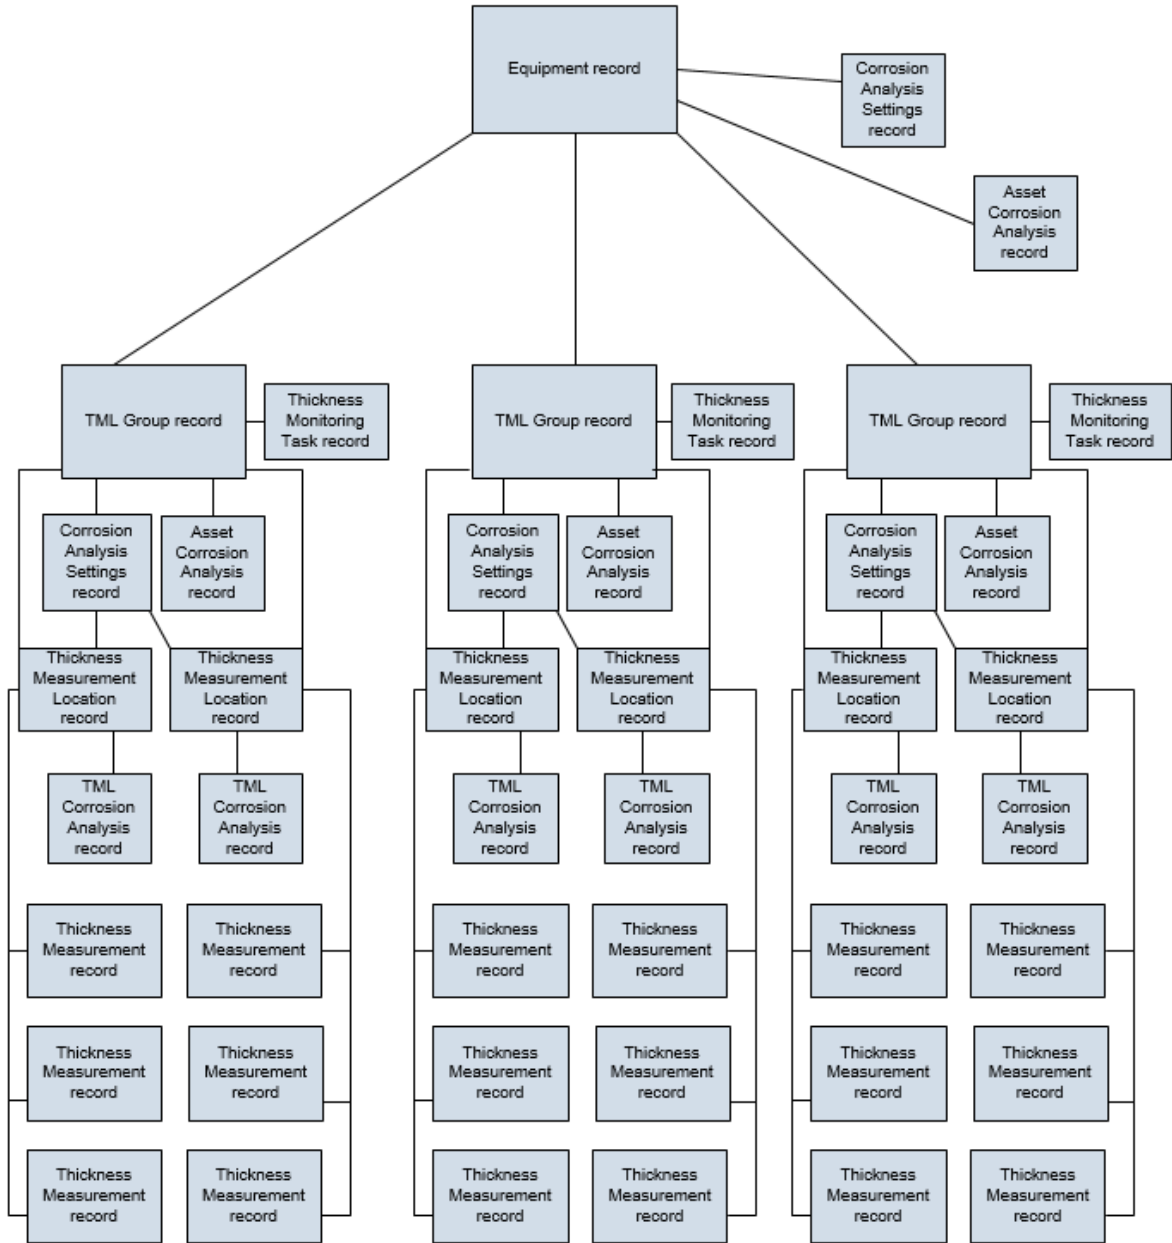 Equipment record
Corrosion
Analysis
Settings
record
Asset
Corrosion
Analysis
record
TML Group record
Thickness
Monitoring
Task record
TML Group record
Thickness
Monitoring
Task record
TML Group record
Thickness
Monitoring
Task record
Corrosion
Analysis
Settings
record
Asset
Corrosion
Analysis
record
Corrosion
Analysis
Settings
record
Asset
Corrosion
Analysis
record
Corrosion
Analysis
Settings
record
Asset
Corrosion
Analysis
record
Thickness
Measurement
Location
record
Thickness
Measurement
Location
record
Thickness
Measurement
Location
record
Thickness
Measurement
Location
record
Thickness
Measurement
Location
record
Thickness
Measurement
Location
record
TML
Corrosion
Analysis
record
TML
Corrosion
Analysis
record
TML
Corrosion
Analysis
record
TML
Corrosion
Analysis
record
TML
Corrosion
Analysis
record
TML
Corrosion
Analysis
record
Thickness
Measurement
record
Thickness
Measurement
record
Thickness
Measurement
record
Thickness
Measurement
record
Thickness
Measurement
record
Thickness
Measurement
record
Thickness
Measurement
record
Thickness
Measurement
record
Thickness
Measurement
record
Thickness
Measurement
record
Thickness
Measurement
record
Thickness
Measurement
record
Thickness
Measurement
record
Thickness
Measurement
record
Thickness
Measurement
record
Thickness
Measurement
record
Thickness
Measurement
record
Thickness
Measurement
record